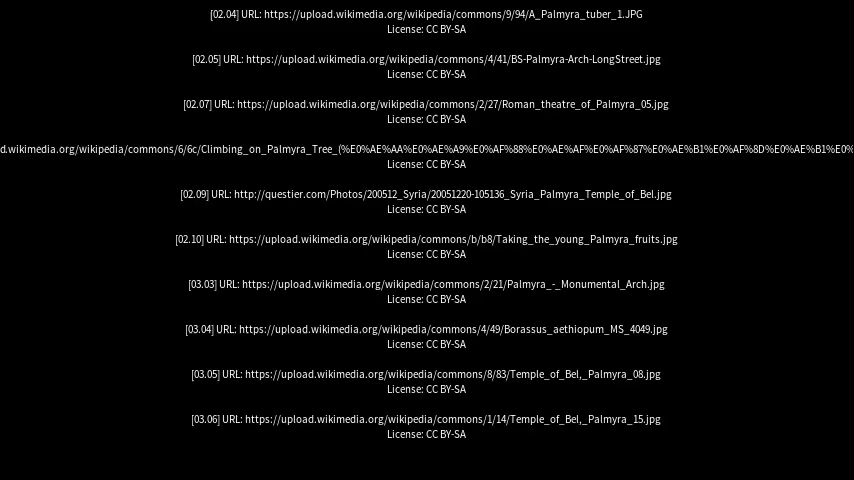 [02.04] URL: https://upload.wikimedia.org/wikipedia/commons/9/94/A_Palmyra_tuber_1.JPG
License: CC BY-SA
[02.05] URL: https://upload.wikimedia.org/wikipedia/commons/4/41/BS-Palmyra-Arch-LongStreet.jpg
License: CC BY-SA
[02.07] URL: https://upload.wikimedia.org/wikipedia/commons/2/27/Roman_theatre_of_Palmyra_05.jpg
License: CC BY-SA
d.wikimedia.org/wikipedia/commons/6/6c/Climbing_on_Palmyra_Tree_(%E0%AE%AA%E0%AE%A9%E0%AF%88%E0%AE%AF%E0%AF%87%E0%AE%B1%E0%AF%8D%E0%AE%B1%E0%
License: CC BY-SA
[02.09] URL: http://questier.com/Photos/200512_Syria/20051220-105136_Syria_Palmyra_Temple_of_Bel.jpg
License: CC BY-SA
[02.10] URL: https://upload.wikimedia.org/wikipedia/commons/b/b8/Taking_the_young_Palmyra_fruits.jpg
License: CC BY-SA
[03.03] URL: https://upload.wikimedia.org/wikipedia/commons/2/21/Palmyra_-_Monumental_Arch.jpg
License: CC BY-SA
[03.04] URL: https://upload.wikimedia.org/wikipedia/commons/4/49/Borassus_aethiopum_MS_4049.jpg
License: CC BY-SA
[03.05] URL: https://upload.wikimedia.org/wikipedia/commons/8/83/Temple_of_Bel,_Palmyra_08.jpg
License: CC BY-SA
[03.06] URL: https://upload.wikimedia.org/wikipedia/commons/1/14/Temple_of_Bel,_Palmyra_15.jpg
License: CC BY-SA